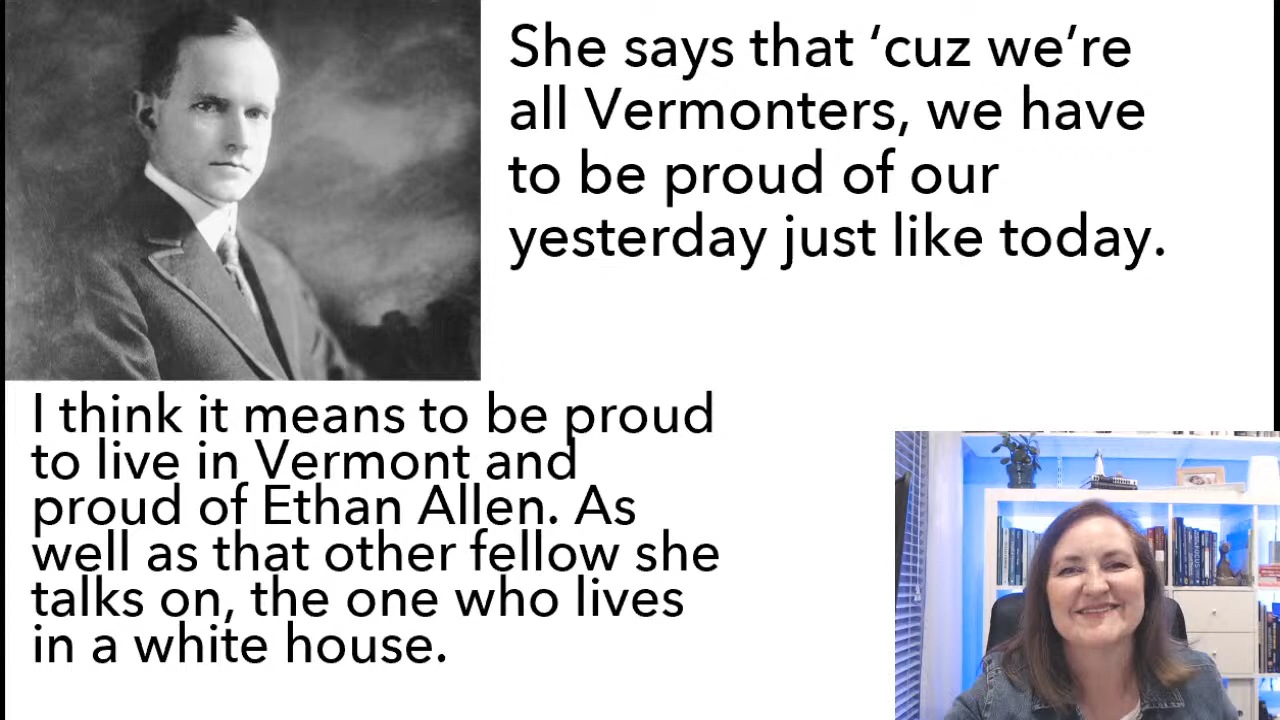 She says that ‘cuz we’re
all Vermonters, we have
to be proud of our
yesterday just like today.
I think it means to be proud
to live in Vermont and
proud of Ethan Allen. As
well as that other fellow she
talks on, the one who lives
in a white house.